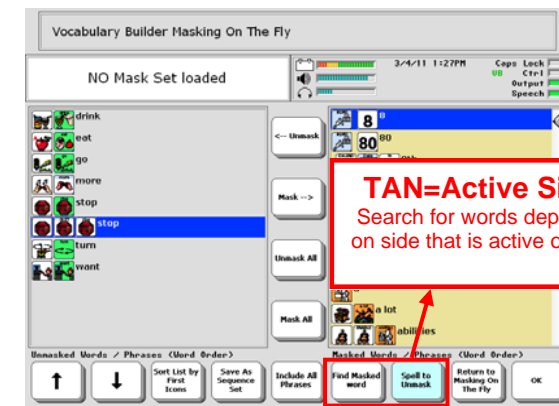 Vocabulary Builder Masking On The Fly
NO Mask Set loaded
3/4/11 1:27PM
Caps Lock
VB Ctrl
Output
Speech
drink
eat
go
more
stop
stop
turn
want
<-- Unmask
Mask -->
Unmask All
Mask All
8 8
80 80
TAN=Active Si
Search for words dep
on side that is active o
a lot
abilities
Unmasked Words / Phrases (Word Order)
Masked Words / Phrases (Word Order)
Sort List by
First
Icons
Save As
Sequence
Set
Include All
Phrases
Find Masked
word
Spell to
Unmask
Return to
Masking On
The Fly
OK